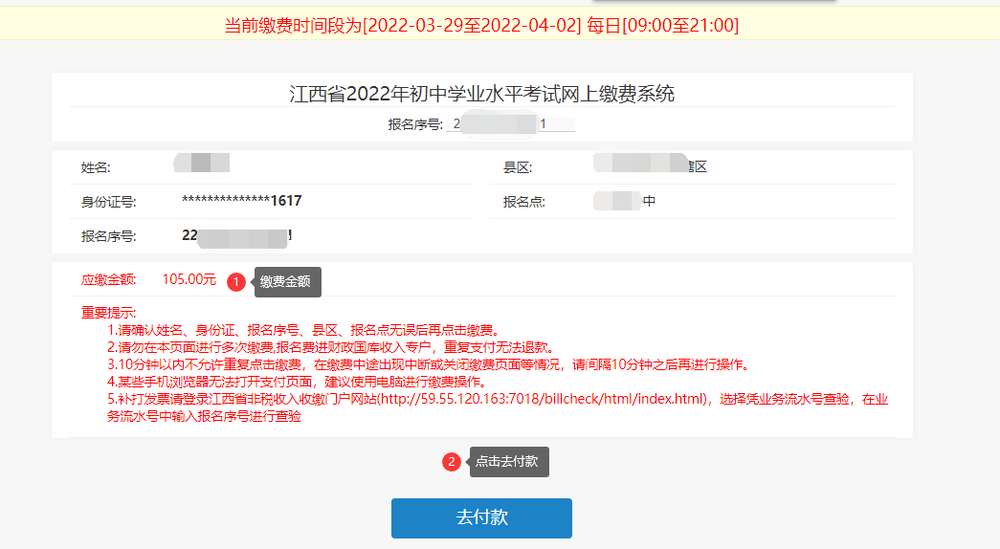 当前缴费时间段为[2022-03-29至2022-04-02] 每日[09:00至21:00]
江西省2022年初中学业水平考试网上缴费系统
报名序号: 2 1
姓名: 县区: 辖区
身份证号: **************1617 报名点: 中
报名序号: 22
应缴金额: 105.00元 1 缴费金额
重要提示:
1.请确认姓名、身份证、报名序号、县区、报名点无误后再点击缴费。
2.请勿在本页面进行多次缴费,报名费进财政国库收入专户，重复支付无法退款。
3.10分钟以内不允许重复点击缴费，在缴费中途出现中断或关闭缴费页面等情况，请间隔10分钟之后再进行操作。
4.某些手机浏览器无法打开支付页面，建议使用电脑进行缴费操作。
5.补打发票请登录江西省非税收入收缴门户网站(http://59.55.120.163:7018/billcheck/html/index.html)，选择凭业务流水号查验，在业
务流水号中输入报名序号进行查验
2 点击去付款
去付款